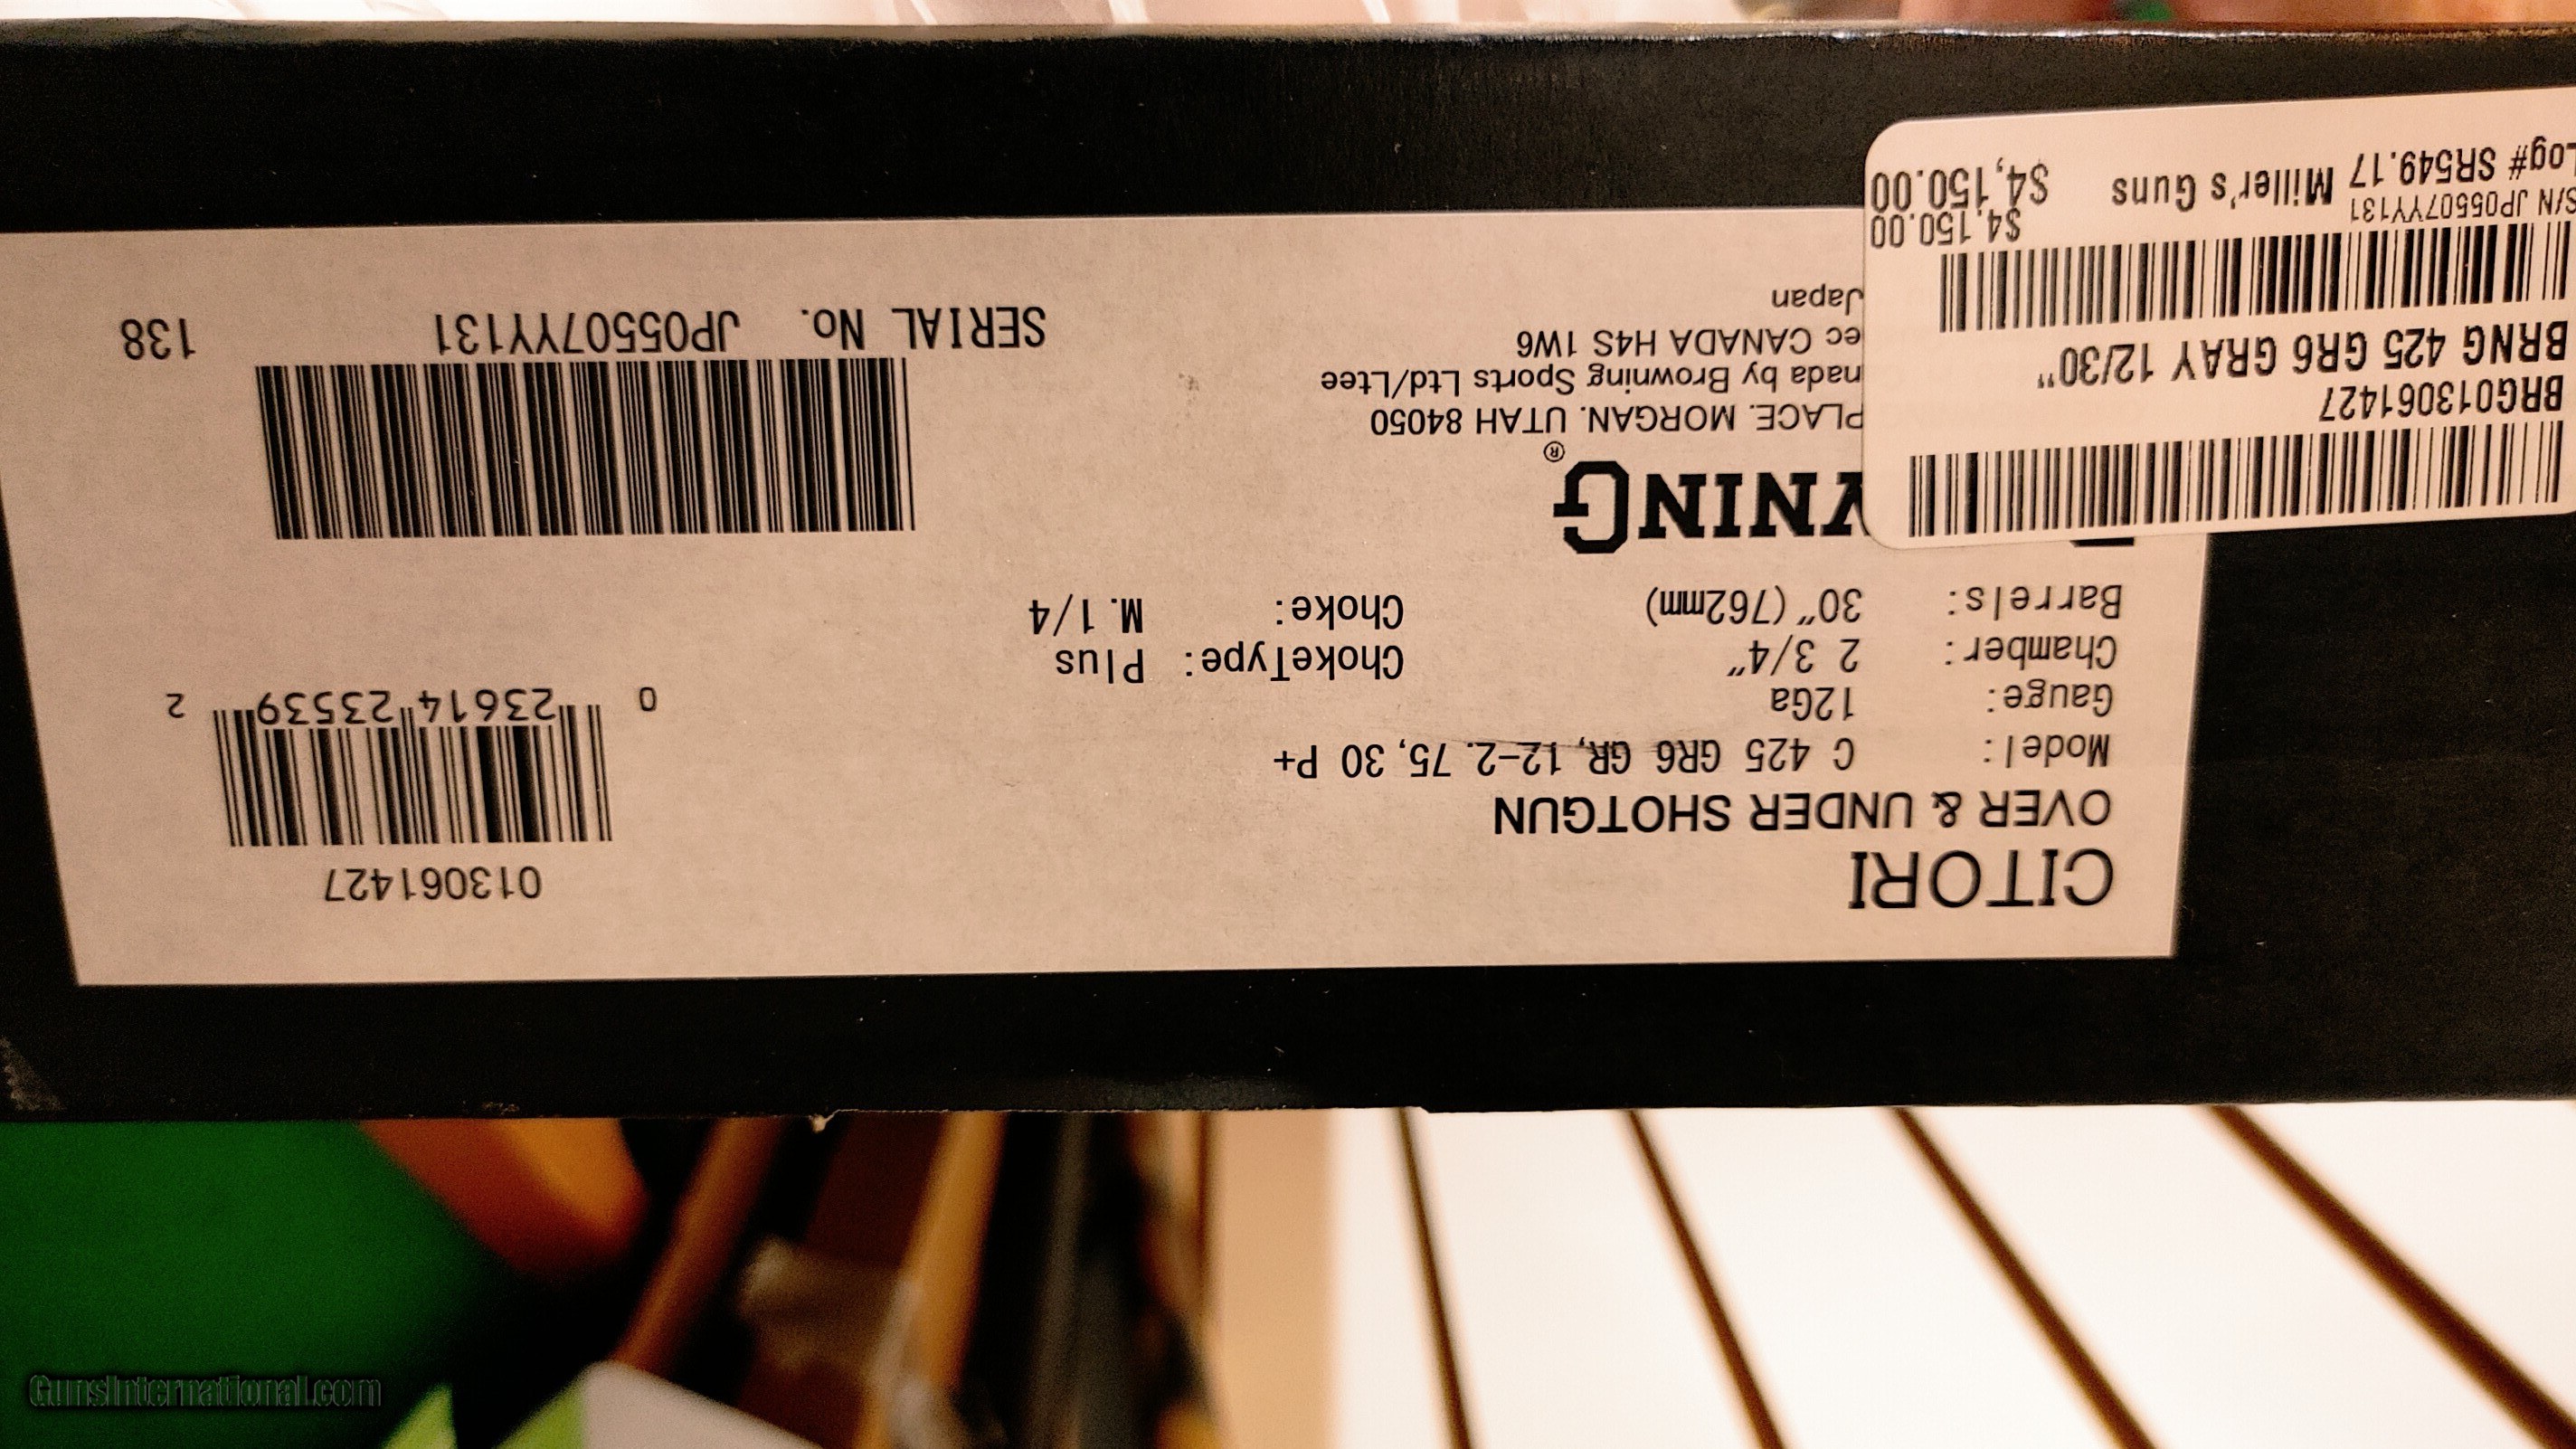 CITORI
OVER & UNDER SHOTGUN
Model: C 425 GR6 GR, 12-2. 75, 30 P+
Gauge: 12Ga
Chamber: 2 3/4" ChokeType: Plus
Barrels: 30" (762mm) Choke: M. 1/4
013061427
0 23614 23539 2
WNING®
PLACE. MORGAN. UTAH 84050
nada by Browning Sports Ltd/Ltee
ec CANADA H4S 1W6
Japan
SERIAL No. JP05507YY131
138
BRG013061427
BRNG 425 GR6 GRAY 12/30"
S/N JP05507YY131 $4,150.00
Log# SR549.17 Miller's Guns $4,150.00
GunsInternational.com